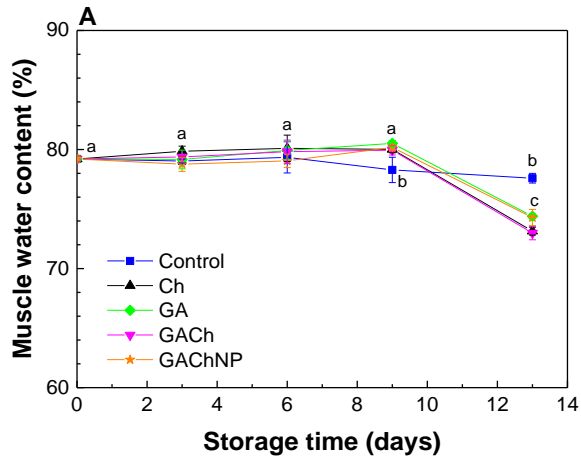 A
90
80
70
60
Muscle water content (%)
a
a
a
a
b
b
c
Control
Ch
GA
GACh
GAChNP
0 2 4 6 8 10 12 14
Storage time (days)